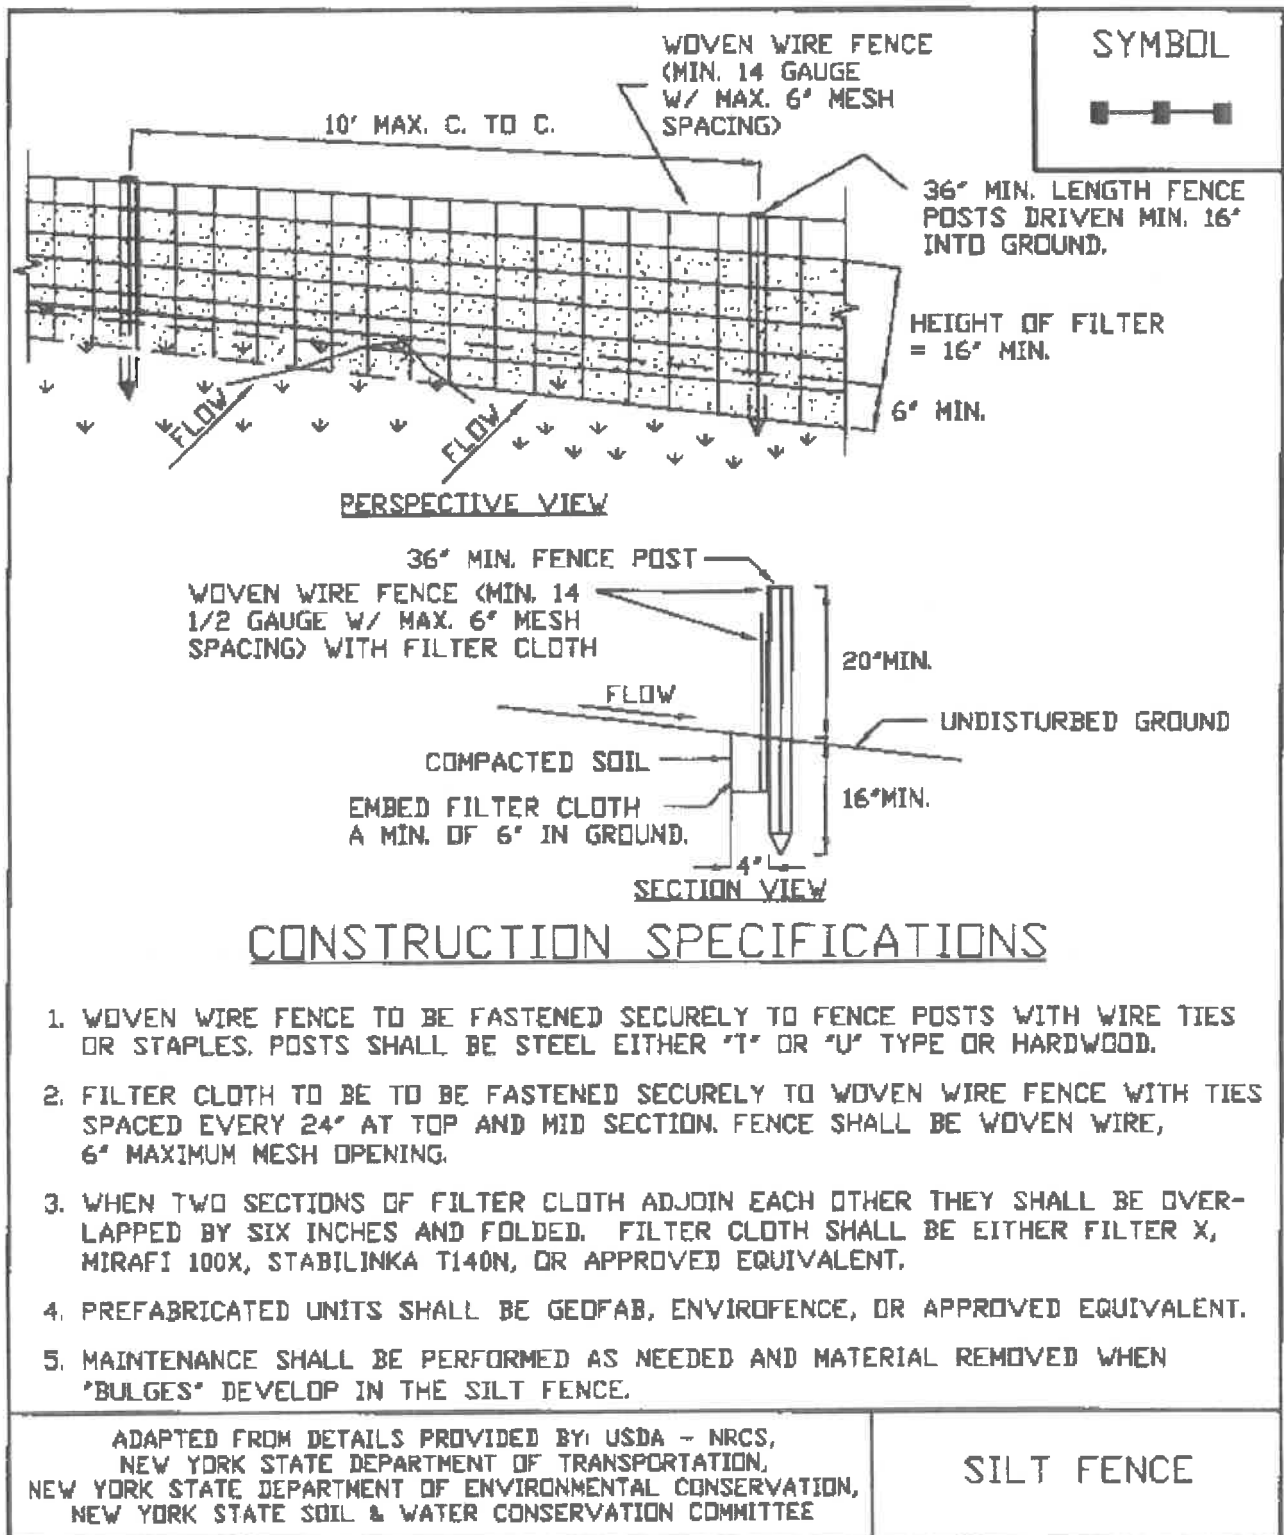 SYMBOL
WOVEN WIRE FENCE
(MIN. 14 GAUGE
W/ MAX. 6" MESH
SPACING)
10' MAX. C. TO C.
36" MIN. LENGTH FENCE
POSTS DRIVEN MIN. 16"
INTO GROUND.
HEIGHT OF FILTER
= 16" MIN.
6" MIN.
FLOW
FLOW
PERSPECTIVE VIEW
36" MIN. FENCE POST
WOVEN WIRE FENCE (MIN. 14
1/2 GAUGE W/ MAX. 6" MESH
SPACING) WITH FILTER CLOTH
20"MIN.
FLOW
UNDISTURBED GROUND
COMPACTED SOIL
EMBED FILTER CLOTH
A MIN. OF 6" IN GROUND.
16"MIN.
4"
SECTION VIEW
CONSTRUCTION SPECIFICATIONS
1. WOVEN WIRE FENCE TO BE FASTENED SECURELY TO FENCE POSTS WITH WIRE TIES
OR STAPLES. POSTS SHALL BE STEEL EITHER "T" OR "U" TYPE OR HARDWOOD.
2. FILTER CLOTH TO BE TO BE FASTENED SECURELY TO WOVEN WIRE FENCE WITH TIES
SPACED EVERY 24" AT TOP AND MID SECTION. FENCE SHALL BE WOVEN WIRE,
6" MAXIMUM MESH OPENING.
3. WHEN TWO SECTIONS OF FILTER CLOTH ADJOIN EACH OTHER THEY SHALL BE OVER-
LAPPED BY SIX INCHES AND FOLDED. FILTER CLOTH SHALL BE EITHER FILTER X,
MIRAFI 100X, STABILINKA T140N, OR APPROVED EQUIVALENT.
4. PREFABRICATED UNITS SHALL BE GEOFAB, ENVIROFENCE, OR APPROVED EQUIVALENT.
5. MAINTENANCE SHALL BE PERFORMED AS NEEDED AND MATERIAL REMOVED WHEN
"BULGES" DEVELOP IN THE SILT FENCE.
ADAPTED FROM DETAILS PROVIDED BY: USDA - NRCS,
NEW YORK STATE DEPARTMENT OF TRANSPORTATION,
NEW YORK STATE DEPARTMENT OF ENVIRONMENTAL CONSERVATION,
NEW YORK STATE SOIL & WATER CONSERVATION COMMITTEE
SILT FENCE